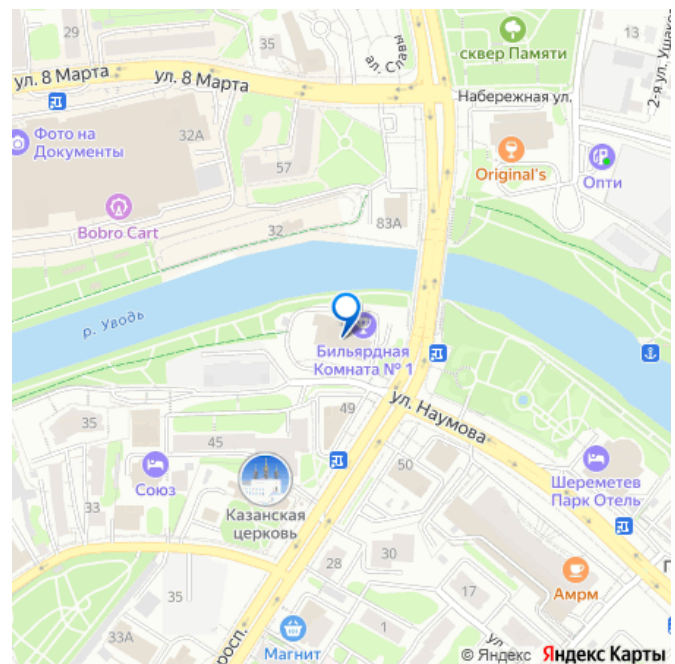 29
35
ал. Славы
сквер Памяти
13
2-я ул. Ушако
ул. 8 Марта
ул. 8 Марта
Набережная ул.
Фото на
Документы
32А
57
Original's
Опти
Bobro Cart
32
83А
р. Уводь
Бильярдная
Комната № 1
35
49
ул. Наумова
45
Союз
50
Шереметев
Парк Отель
33
Казанская
церковь
30
28
Амрм
35
17
33А
просп.
Магнит
1
ул.
© Яндекс Яндекс Карты